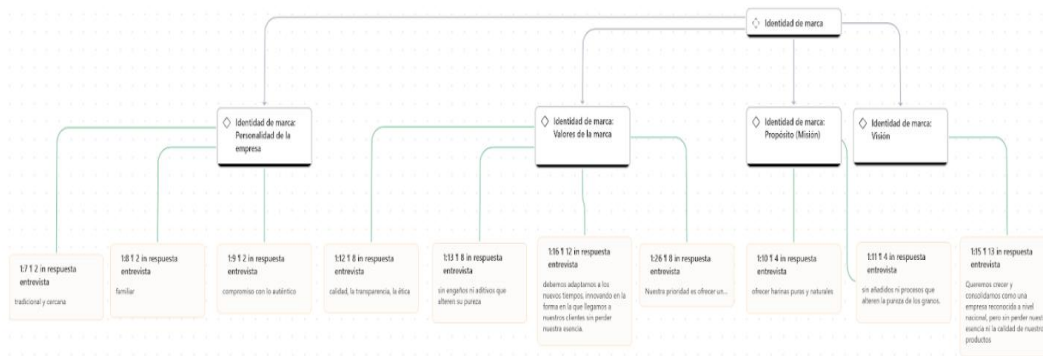 Identidad de marca
Identidad de marca:
Personalidad de la
empresa
Identidad de marca:
Valores de la marca
Identidad de marca:
Propósito (Misión)
Identidad de marca:
Visión
1:7 ¶ 2 in respuesta
entrevista
tradicional y cercana
1:8 ¶ 2 in respuesta
entrevista
familiar
1:9 ¶ 2 in respuesta
entrevista
compromiso con lo auténtico
1:12 ¶ 8 in respuesta
entrevista
calidad, la transparencia, la ética
1:13 ¶ 8 in respuesta
entrevista
sin engaños ni aditivos que
alteren su pureza
1:16 ¶ 12 in respuesta
entrevista
debemos adaptarnos a los
nuevos tiempos, innovando en la
forma en la que llegamos a
nuestros clientes sin perder
nuestra esencia.
1:26 ¶ 8 in respuesta
entrevista
Nuestra prioridad es ofrecer un...
1:10 ¶ 4 in respuesta
entrevista
ofrecer harinas puras y naturales
1:11 ¶ 4 in respuesta
entrevista
sin añadidos ni procesos que
alteren la pureza de los granos.
1:15 ¶ 13 in respuesta
entrevista
Queremos crecer y
consolidarnos como una
empresa reconocida a nivel
nacional, pero sin perder nuest
esencia ni la calidad de nuestro
productos